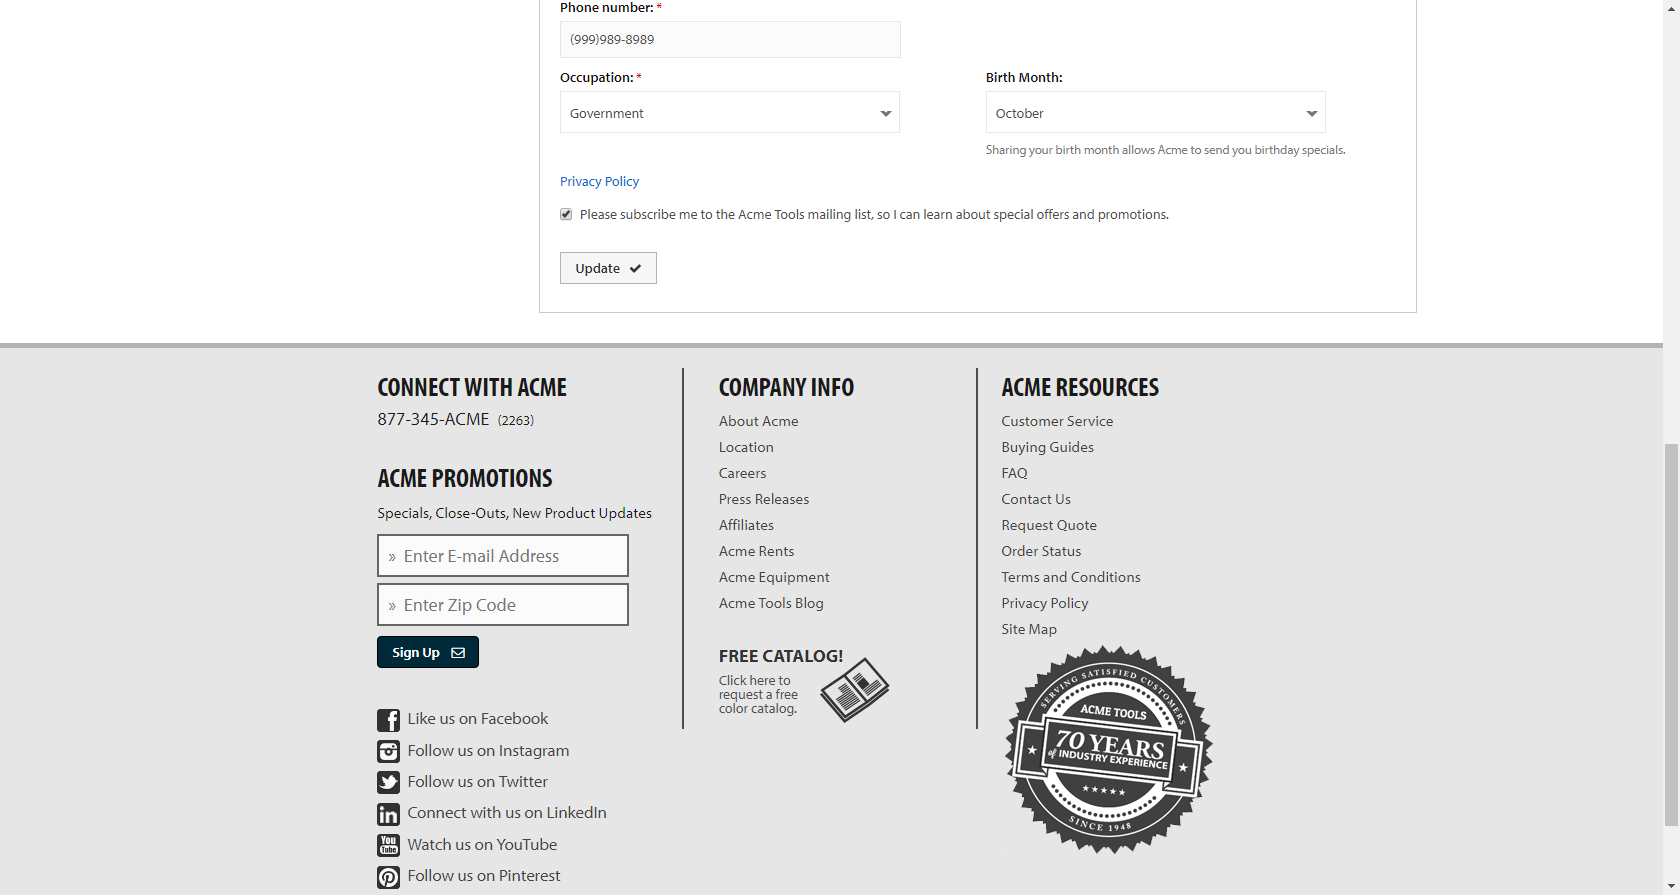 Phone number: *
(999)989-8989
Occupation: *
Birth Month:
Government
October
Sharing your birth month allows Acme to send you birthday specials.
Privacy Policy
Please subscribe me to the Acme Tools mailing list, so I can learn about special offers and promotions.
Update
CONNECT WITH ACME
877-345-ACME (2263)
ACME PROMOTIONS
Specials, Close-Outs, New Product Updates
» Enter E-mail Address
» Enter Zip Code
Sign Up
Like us on Facebook
Follow us on Instagram
Follow us on Twitter
Connect with us on LinkedIn
You
Tube
Watch us on YouTube
Follow us on Pinterest
COMPANY INFO
About Acme
Location
Careers
Press Releases
Affiliates
Acme Rents
Acme Equipment
Acme Tools Blog
FREE CATALOG!
Click here to
request a free
color catalog.
ACME RESOURCES
Customer Service
Buying Guides
FAQ
Contact Us
Request Quote
Order Status
Terms and Conditions
Privacy Policy
Site Map
SERVING SATISFIED CUSTOMERS
ACME TOOLS
70 YEARS
of INDUSTRY EXPERIENCE
SINCE 1948